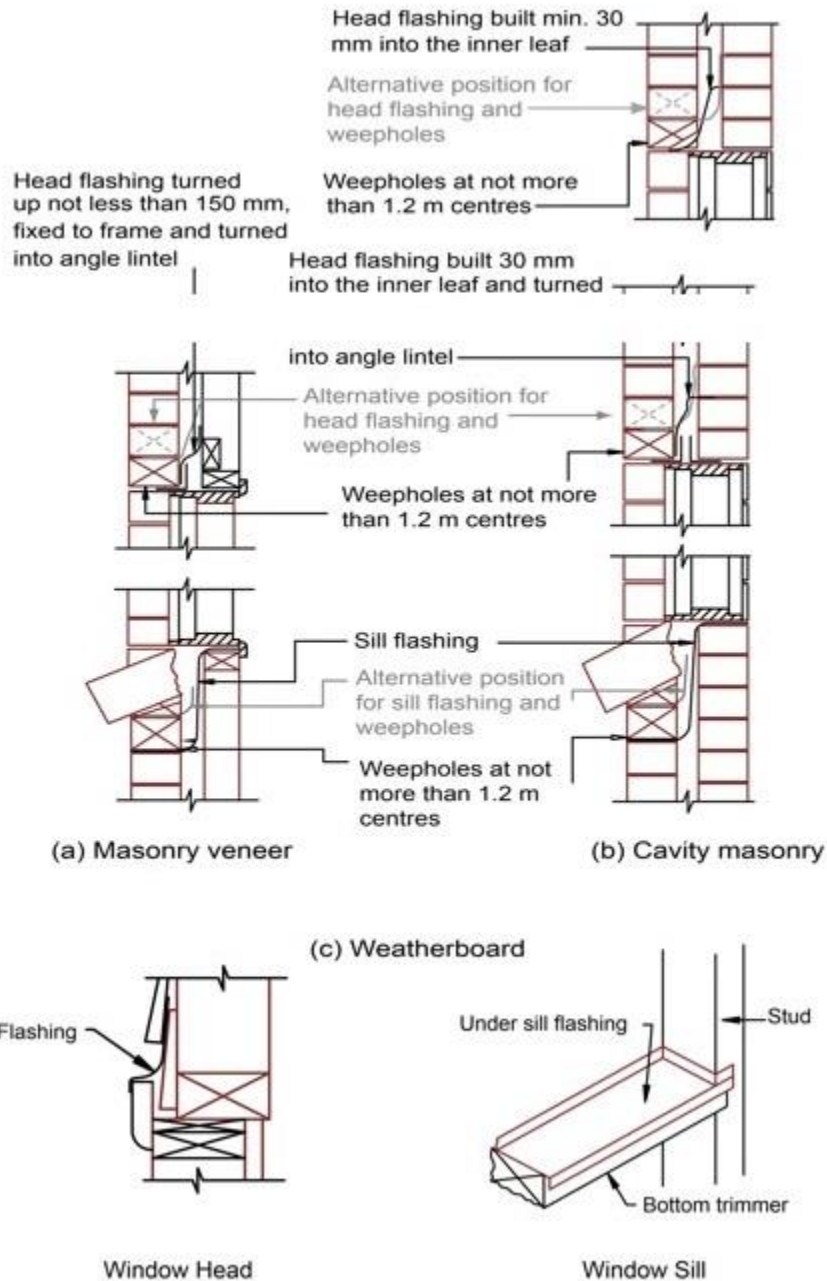 Head flashing built min. 30
mm into the inner leaf
Alternative position for
head flashing and
weepholes
Weepholes at not more
than 1.2 m centres
Head flashing turned
up not less than 150 mm,
fixed to frame and turned
into angle lintel
Head flashing built 30 mm
into the inner leaf and turned
into angle lintel
Alternative position for
head flashing and
weepholes
Weepholes at not more
than 1.2 m centres
Sill flashing
Alternative position
for sill flashing and
weepholes
Weepholes at not
more than 1.2 m
centres
(a) Masonry veneer
(b) Cavity masonry
(c) Weatherboard
Flashing
Under sill flashing
Stud
Bottom trimmer
Window Head
Window Sill